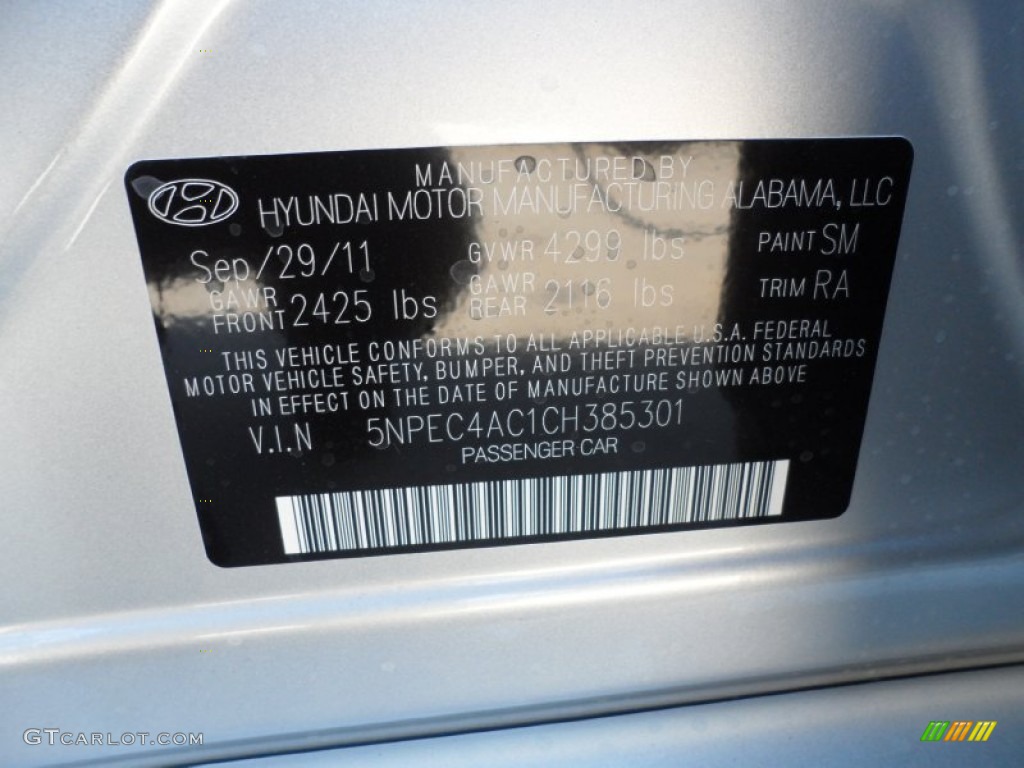 MANUFACTURED BY
HYUNDAI MOTOR MANUFACTURING ALABAMA, LLC
Sep/29/11 GVWR 4299 lbs PAINT SM
GAWR FRONT 2425 lbs GAWR REAR 2116 lbs TRIM RA
THIS VEHICLE CONFORMS TO ALL APPLICABLE U.S.A. FEDERAL
MOTOR VEHICLE SAFETY, BUMPER, AND THEFT PREVENTION STANDARDS
IN EFFECT ON THE DATE OF MANUFACTURE SHOWN ABOVE
V.I.N 5NPEC4AC1CH385301
PASSENGER CAR
GTCARLOT.COM